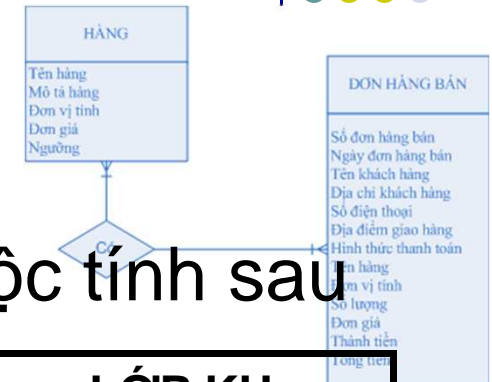 HÀNG
Tên hàng
Mô tả hàng
Đơn vị tính
Đơn giá
Ngưỡng
ĐƠN HÀNG BÁN
Số đơn hàng bán
Ngày đơn hàng bán
Tên khách hàng
Địa chỉ khách hàng
Số điện thoại
Địa điểm giao hàng
Hình thức thanh toán
Tên hàng
Đơn vị tính
Số lượng
Đơn giá
Thành tiền
Tổng tiền
Có
ộc tính sau